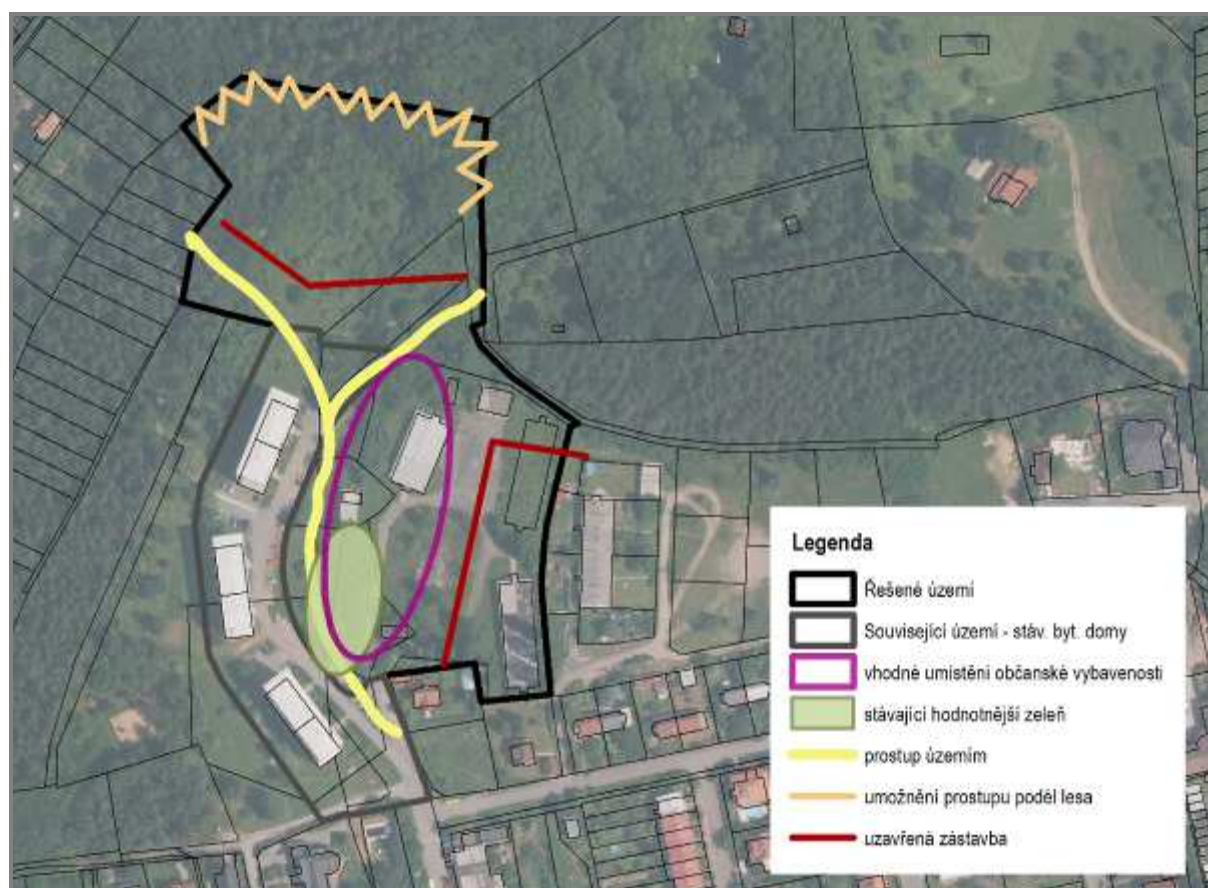 Legenda
Řešené území
Související území - stáv. byt. domy
vhodné umístění občanské vybavenosti
stávající hodnotnější zeleň
prostup územím
umožnění prostupu podél lesa
uzavřená zástavba